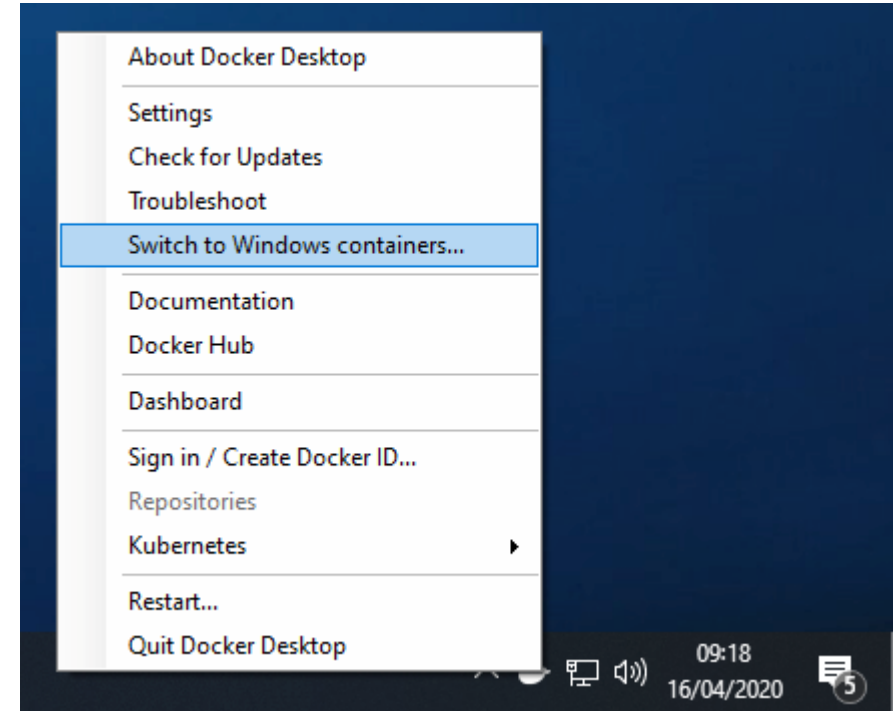 About Docker Desktop
Settings
Check for Updates
Troubleshoot
Switch to Windows containers...
Documentation
Docker Hub
Dashboard
Sign in / Create Docker ID...
Repositories
Kubernetes
Restart...
Quit Docker Desktop
09:18
16/04/2020
5